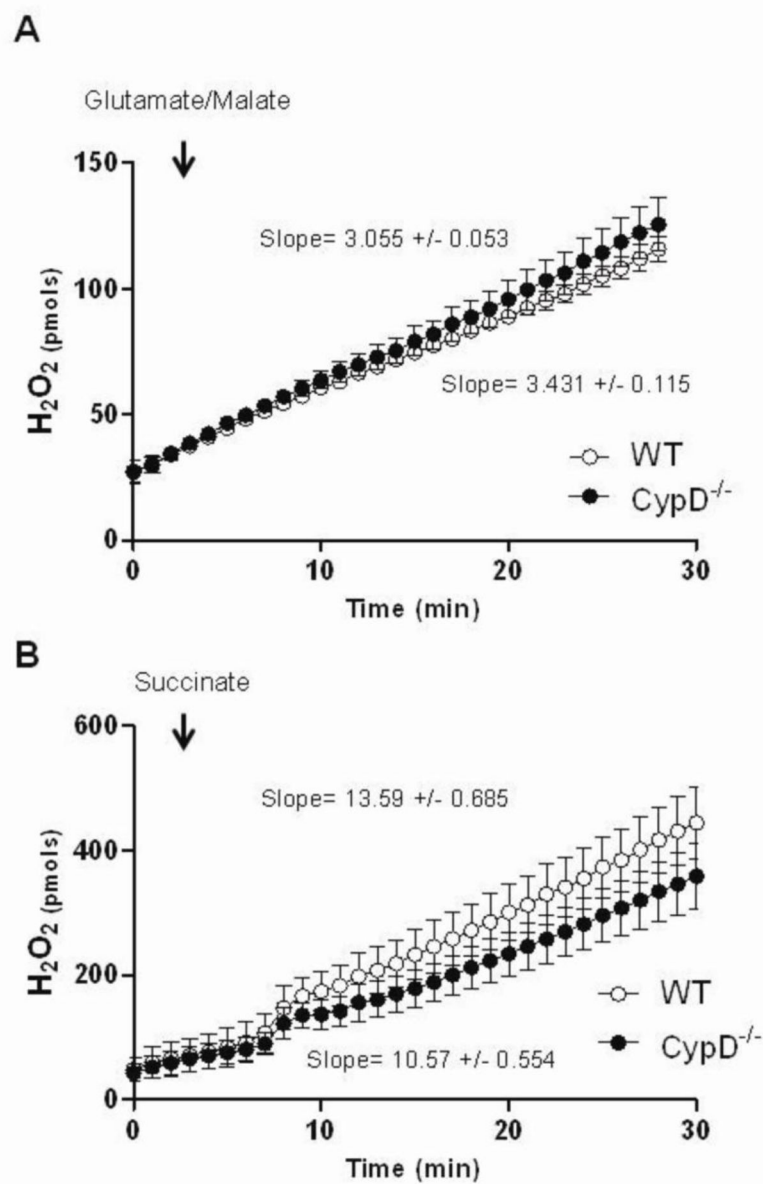 A
Glutamate/Malate
150
Slope= 3.055 +/- 0.053
100
H₂O₂ (pmols)
Slope= 3.431 +/- 0.115
50
WT
CypD⁻/⁻
0
0 10 20 30
Time (min)
B
Succinate
600
Slope= 13.59 +/- 0.685
400
H₂O₂ (pmols)
200
WT
CypD⁻/⁻
Slope= 10.57 +/- 0.554
0
0 10 20 30
Time (min)